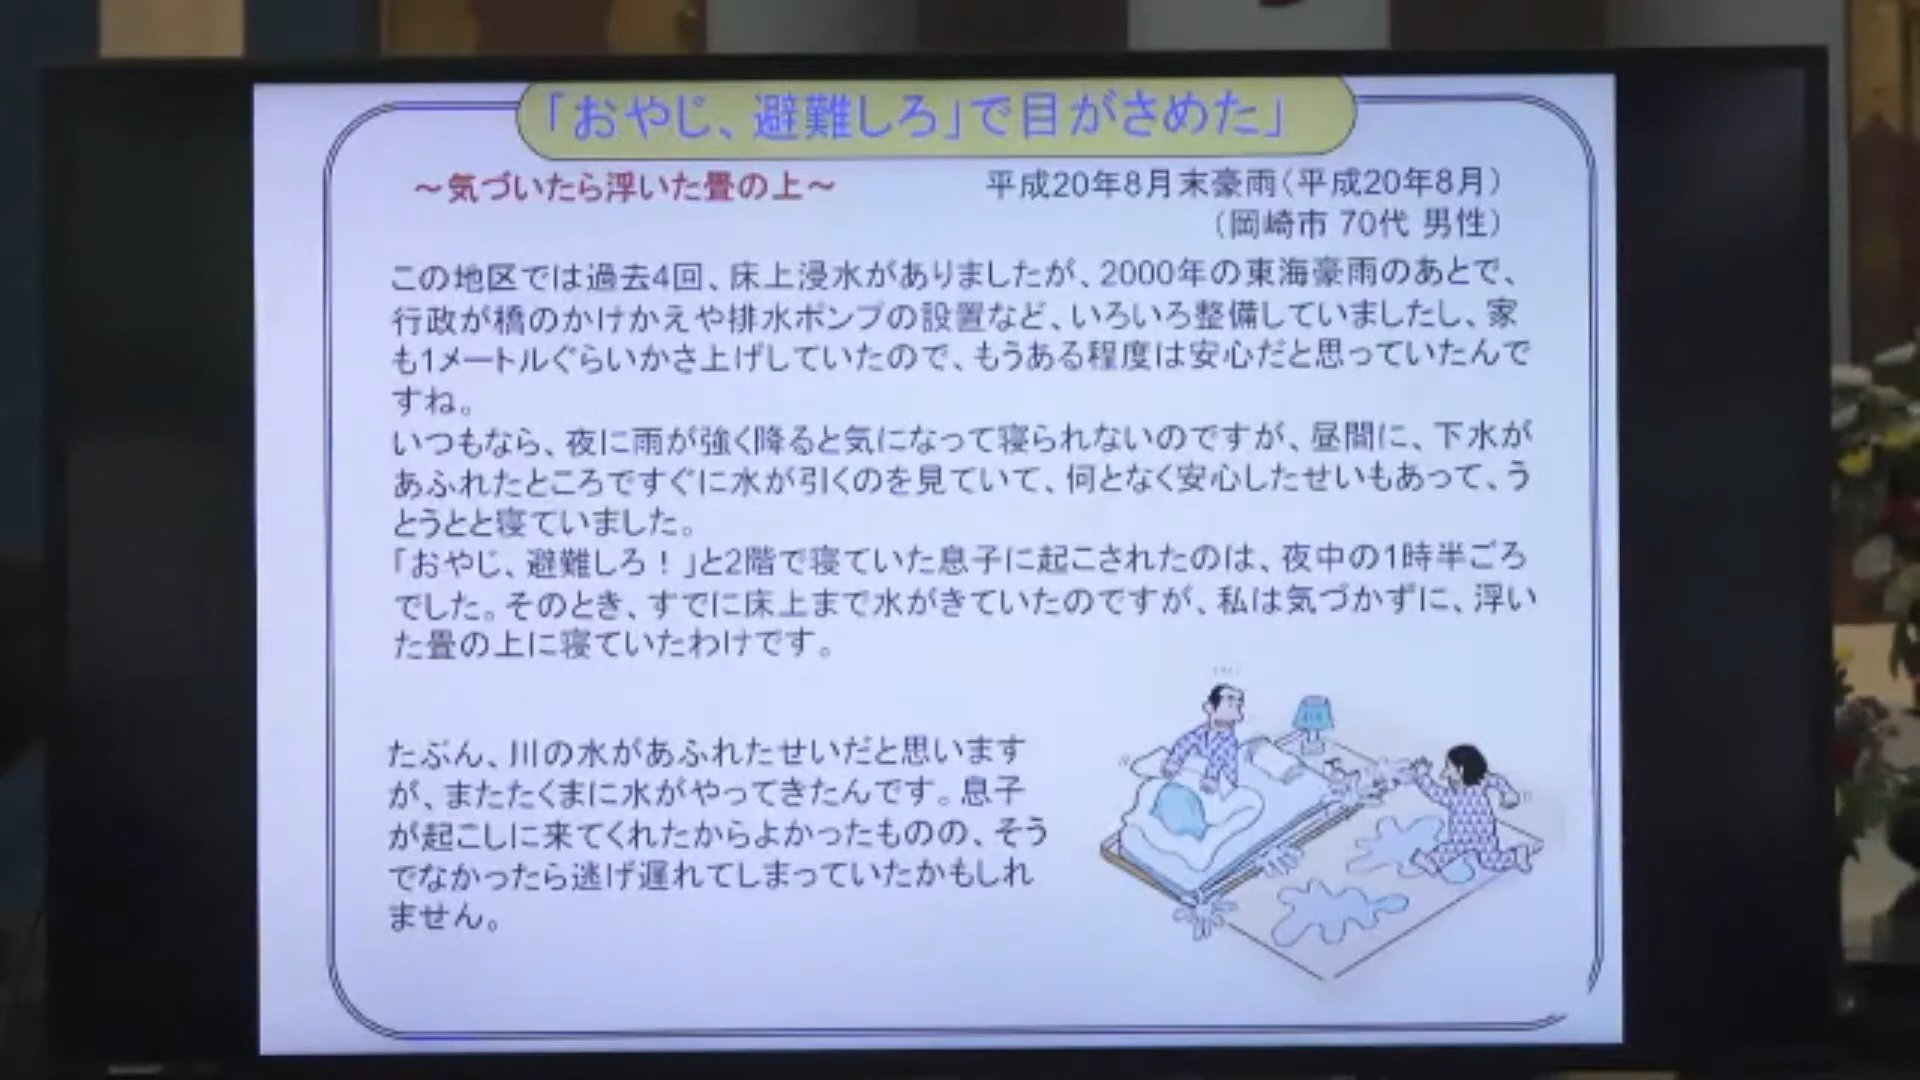 「おやじ、避難しろ」で目がさめた」
～気づいたら浮いた畳の上～
平成20年8月末豪雨(平成20年8月)
(岡崎市 70代 男性)
この地区では過去4回、床上浸水がありましたが、2000年の東海豪雨のあとで、
行政が橋のかけかえや排水ポンプの設置など、いろいろ整備していましたし、家
も1メートルぐらいかさ上げしていたので、もうある程度は安心だと思っていたんで
すね。
いつもなら、夜に雨が強く降ると気になって寝られないのですが、昼間に、下水が
あふれたところですぐに水が引くのを見ていて、何となく安心したせいもあって、う
とうとと寝ていました。
「おやじ、避難しろ！」と2階で寝ていた息子に起こされたのは、夜中の1時半ごろ
でした。そのとき、すでに床上まで水がきていたのですが、私は気づかずに、浮い
た畳の上に寝ていたわけです。
たぶん、川の水があふれたせいだと思います
が、またたくまに水がやってきたんです。息子
が起こしに来てくれたからよかったものの、そう
でなかったら逃げ遅れてしまっていたかもしれ
ません。